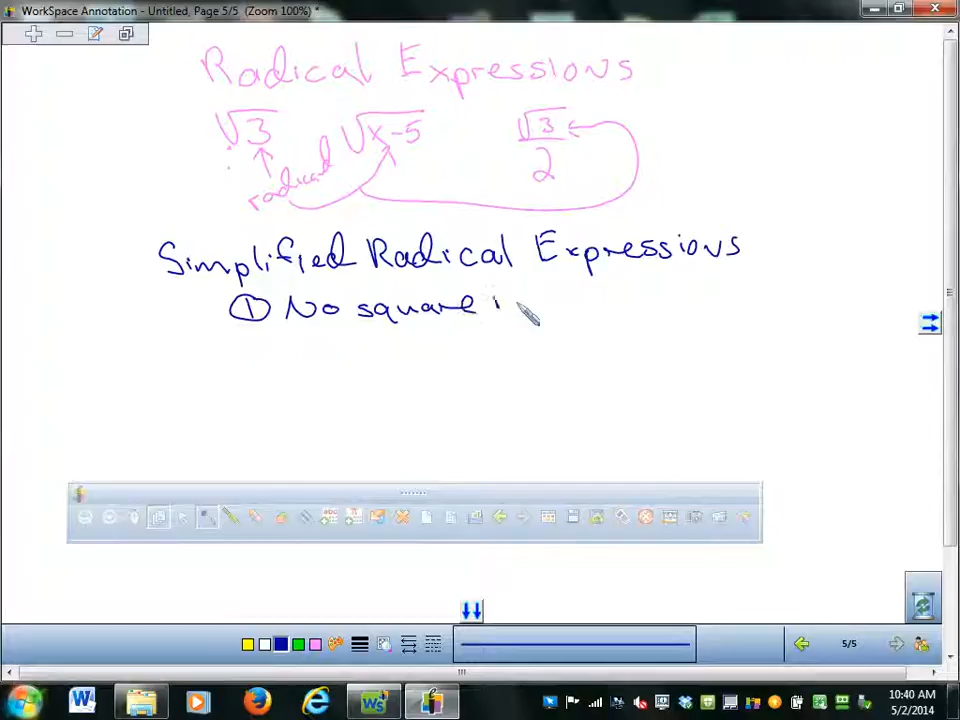 WorkSpace Annotation - Untitled, Page 5/5 (Zoom 100%) *
Radical Expressions
√3 √x-5 √3/2
radical
Simplified Radical Expressions
① No square i
5/5
10:40 AM
5/2/2014